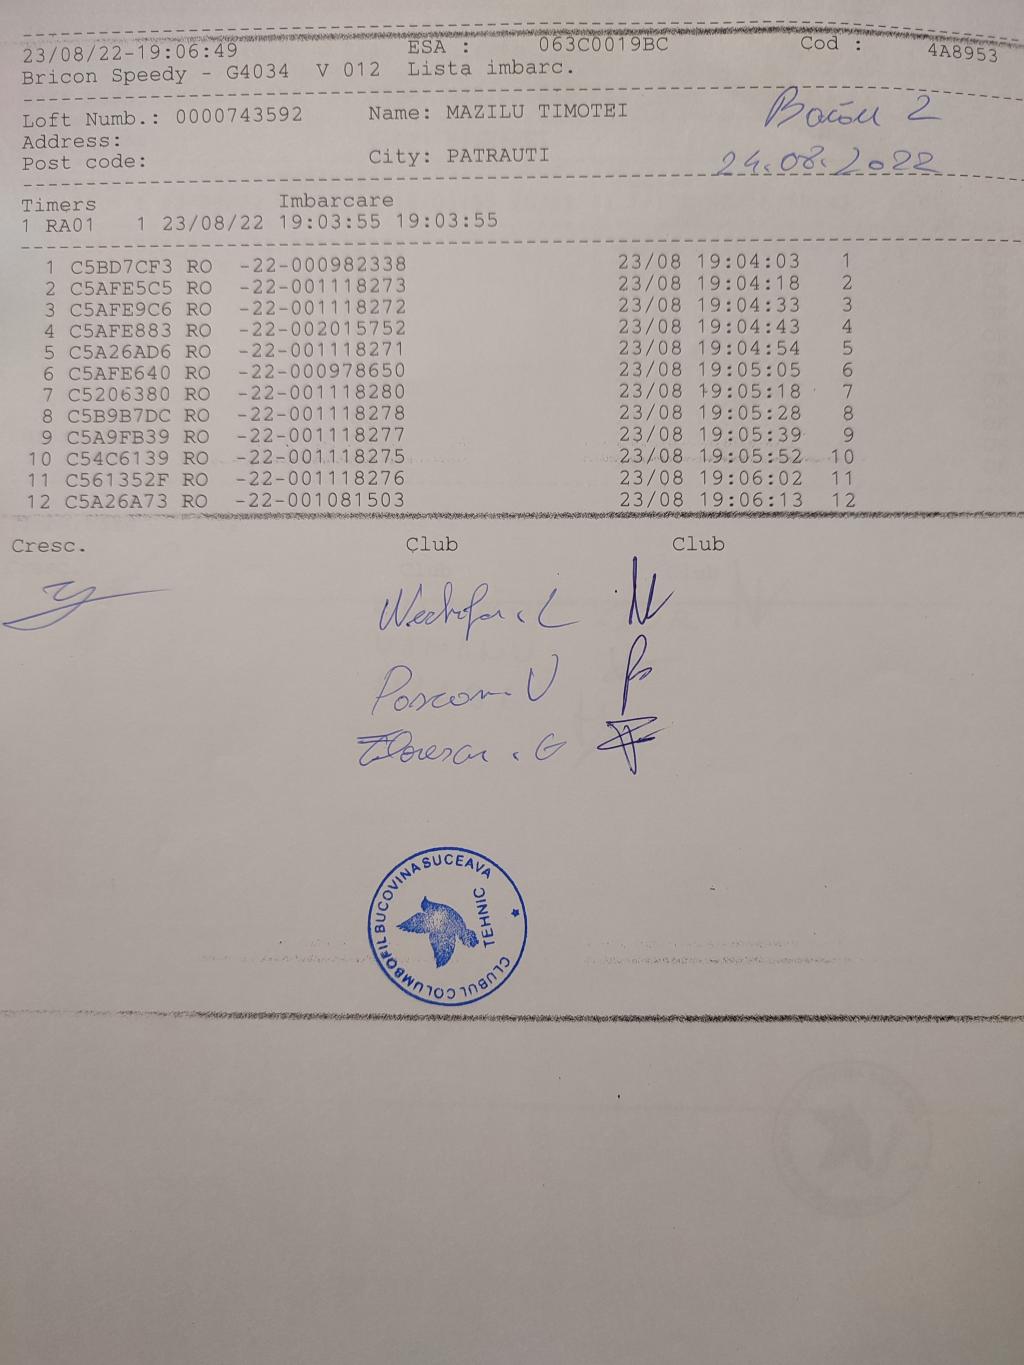 23/08/22-19:06:49 ESA : 063C0019BC Cod : 4A8953
Bricon Speedy - G4034 V 012 Lista imbarc.
Loft Numb.: 0000743592 Name: MAZILU TIMOTEI
Bacău 2
Address:
Post code: City: PATRAUTI
24.08.2022
Timers Imbarcare
1 RA01 1 23/08/22 19:03:55 19:03:55
1 C5BD7CF3 RO -22-000982338 23/08 19:04:03 1
2 C5AFE5C5 RO -22-001118273 23/08 19:04:18 2
3 C5AFE9C6 RO -22-001118272 23/08 19:04:33 3
4 C5AFE883 RO -22-002015752 23/08 19:04:43 4
5 C5A26AD6 RO -22-001118271 23/08 19:04:54 5
6 C5AFE640 RO -22-000978650 23/08 19:05:05 6
7 C5206380 RO -22-001118280 23/08 19:05:18 7
8 C5B9B7DC RO -22-001118278 23/08 19:05:28 8
9 C5A9FB39 RO -22-001118277 23/08 19:05:39 9
10 C54C6139 RO -22-001118275 23/08 19:05:52 10
11 C561352F RO -22-001118276 23/08 19:06:02 11
12 C5A26A73 RO -22-001081503 23/08 19:06:13 12
Cresc. Club Club
CLUBUL COLUMBOFIL BUCOVINA SUCEAVA
TEHNIC